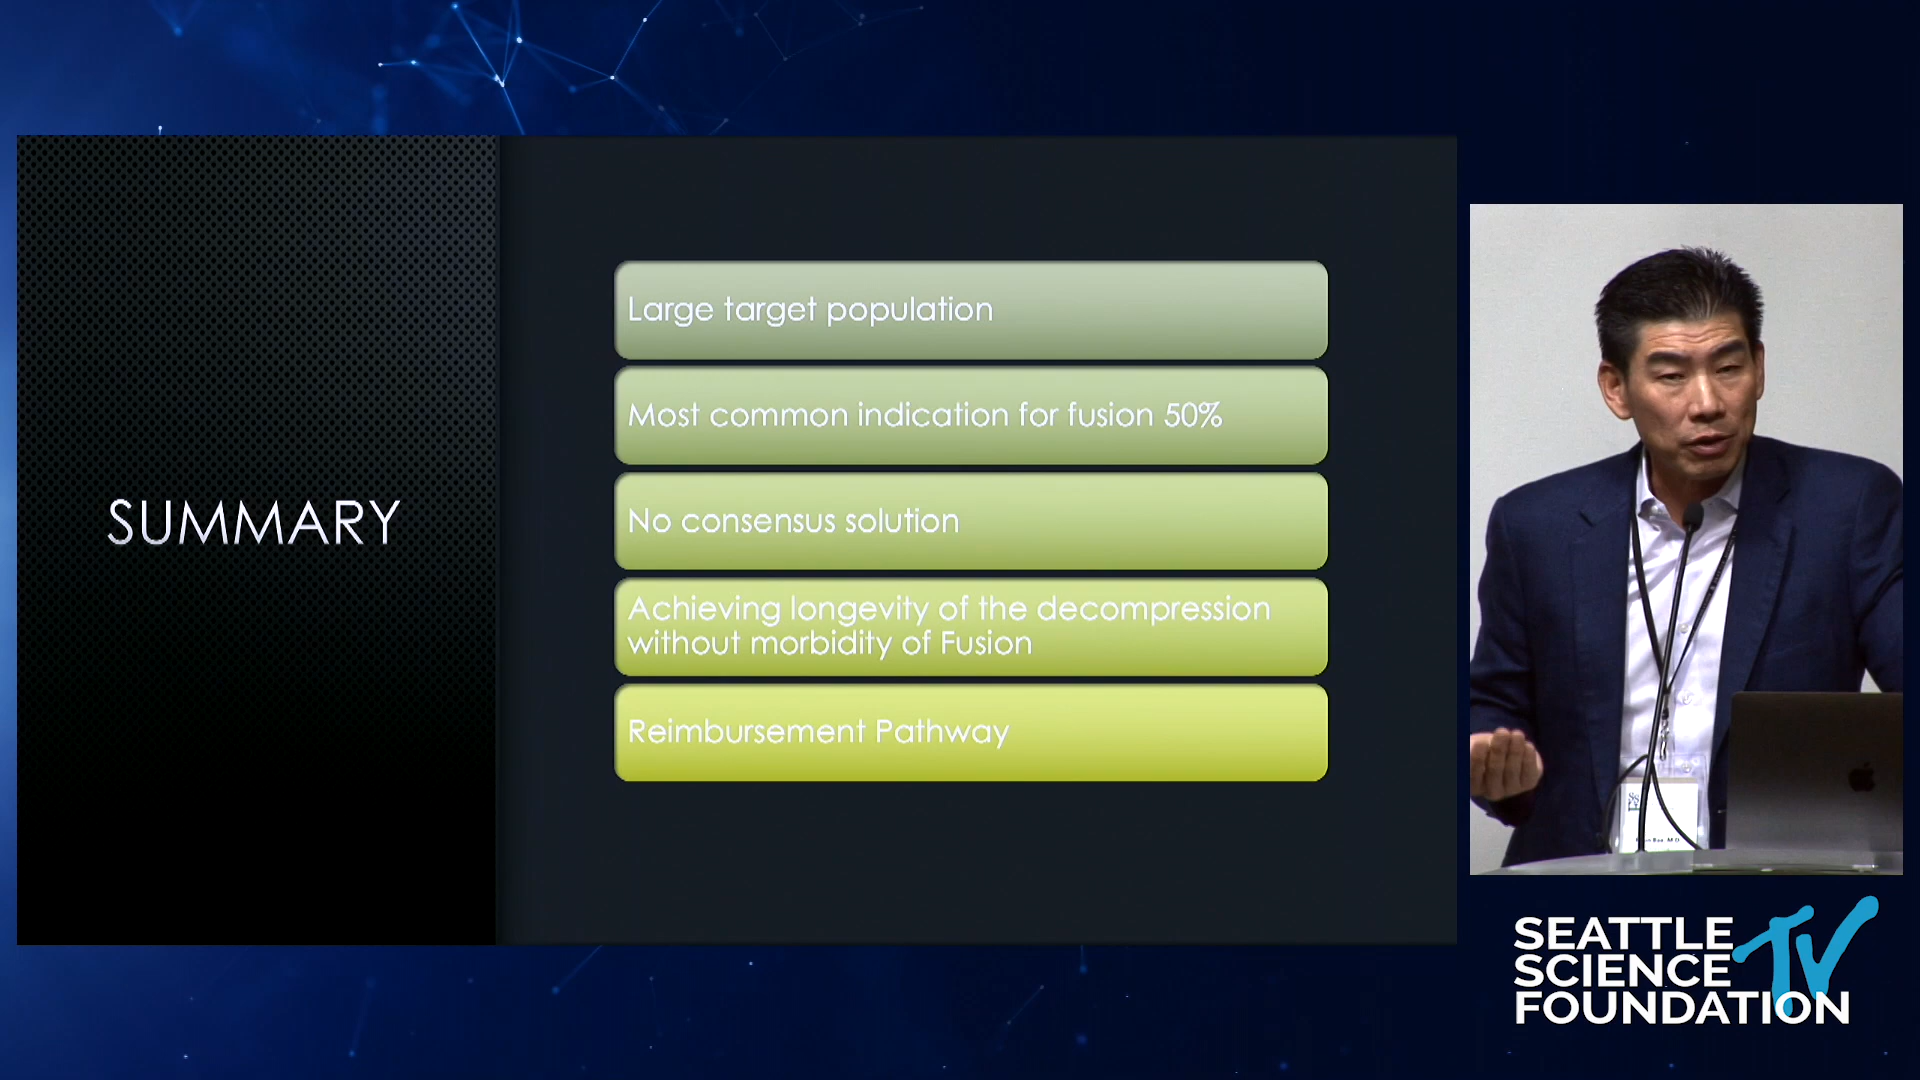 SUMMARY
Large target population
Most common indication for fusion 50%
No consensus solution
Achieving longevity of the decompression
without morbidity of Fusion
Reimbursement Pathway
SEATTLE
SCIENCE
FOUNDATION
TV